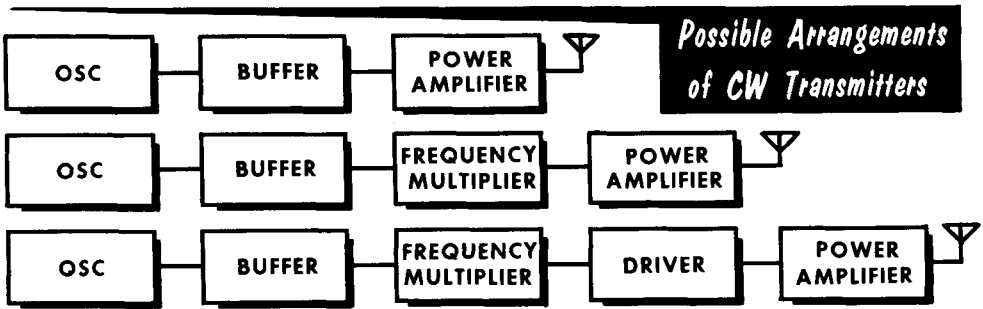 Possible Arrangements
of CW Transmitters
OSC
BUFFER
POWER
AMPLIFIER
OSC
BUFFER
FREQUENCY
MULTIPLIER
POWER
AMPLIFIER
OSC
BUFFER
FREQUENCY
MULTIPLIER
DRIVER
POWER
AMPLIFIER